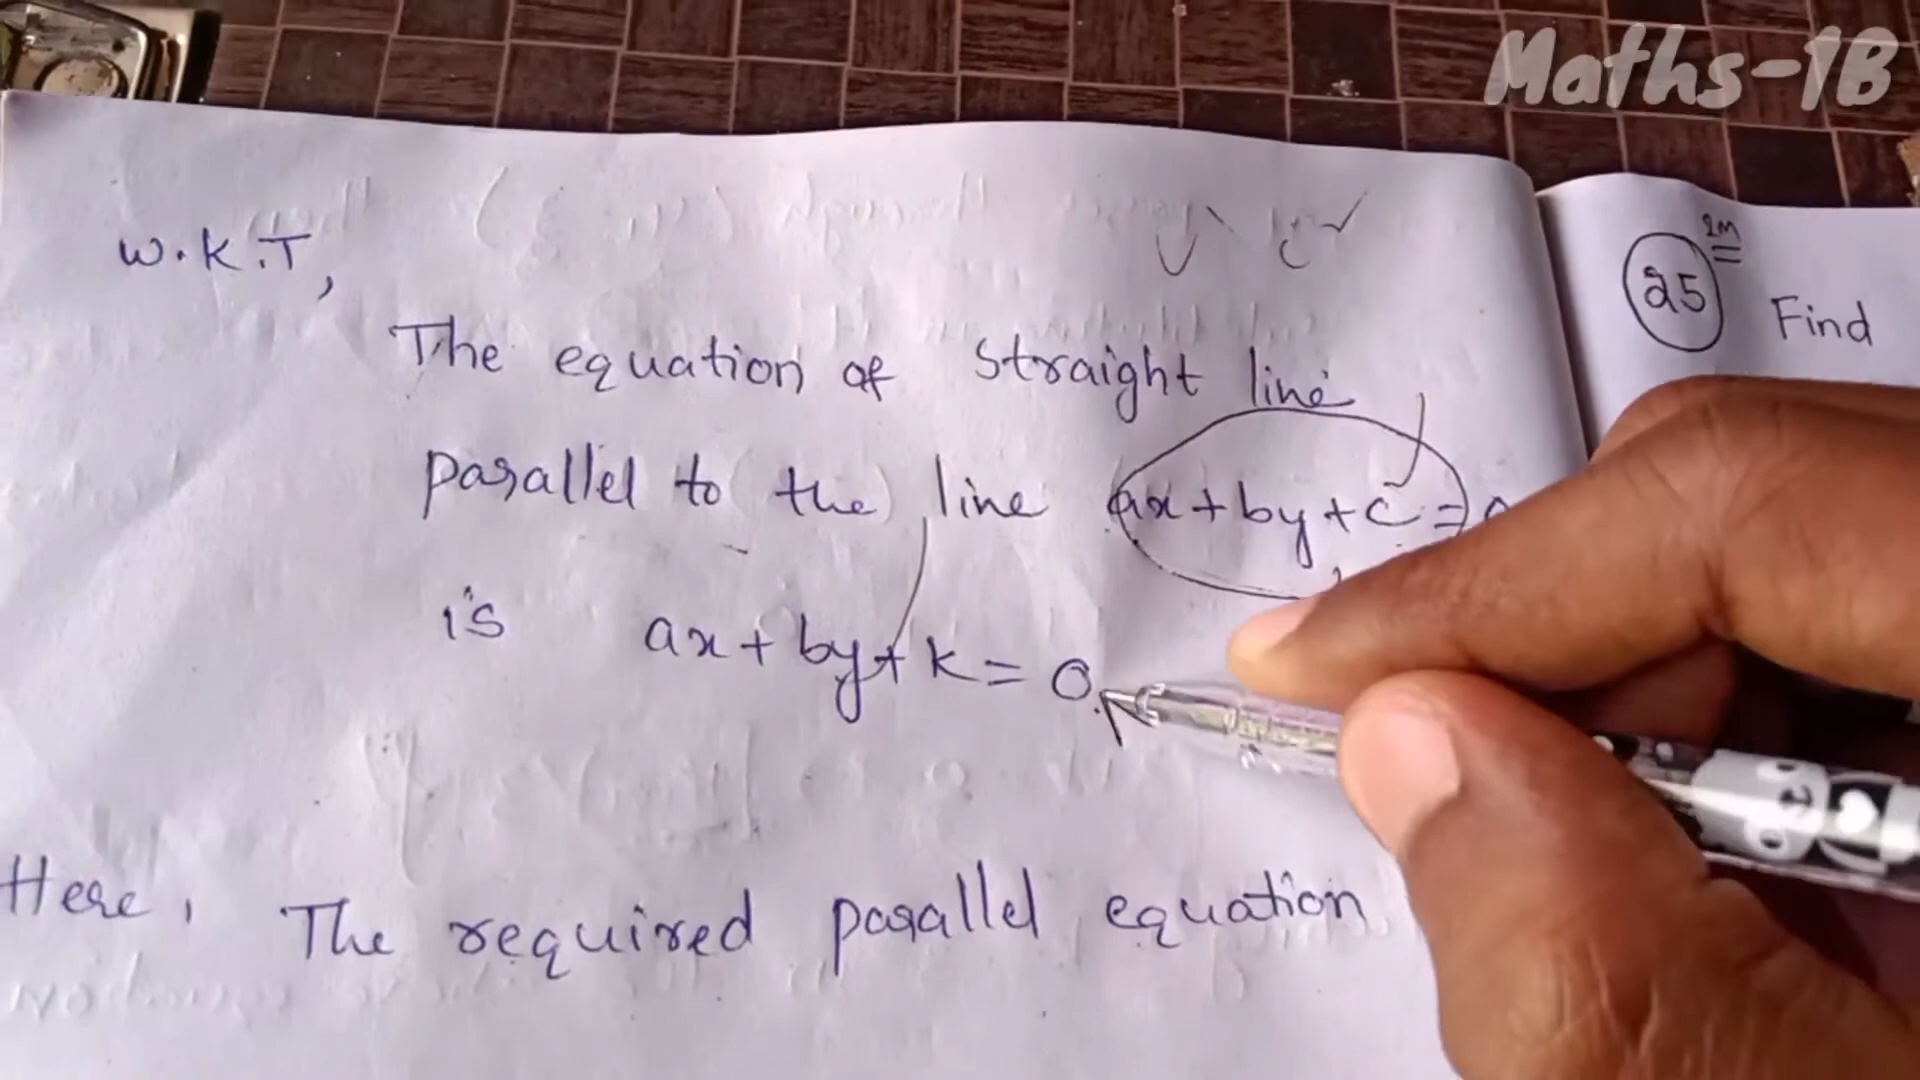 Maths-1B
W.K.T,
The equation of straight line
parallel to the line ax+by+c=0
is ax+by+k=0.
Here, The required parallel equation
25 2M
Find